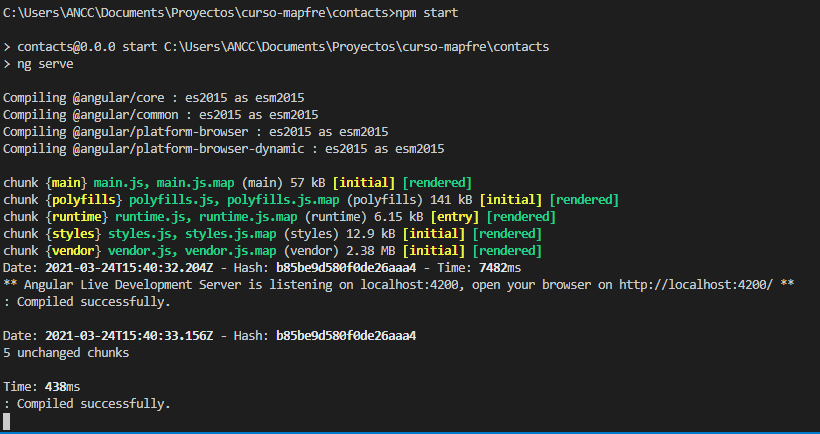 C:\Users\ANCC\Documents\Proyectos\curso-mapfre\contacts>npm start
> contacts@0.0.0 start C:\Users\ANCC\Documents\Proyectos\curso-mapfre\contacts
> ng serve
Compiling @angular/core : es2015 as esm2015
Compiling @angular/common : es2015 as esm2015
Compiling @angular/platform-browser : es2015 as esm2015
Compiling @angular/platform-browser-dynamic : es2015 as esm2015
chunk {main} main.js, main.js.map (main) 57 kB [initial] [rendered]
chunk {polyfills} polyfills.js, polyfills.js.map (polyfills) 141 kB [initial] [rendered]
chunk {runtime} runtime.js, runtime.js.map (runtime) 6.15 kB [entry] [rendered]
chunk {styles} styles.js, styles.js.map (styles) 12.9 kB [initial] [rendered]
chunk {vendor} vendor.js, vendor.js.map (vendor) 2.38 MB [initial] [rendered]
Date: 2021-03-24T15:40:32.204Z - Hash: b85be9d580f0de26aaa4 - Time: 7482ms
** Angular Live Development Server is listening on localhost:4200, open your browser on http://localhost:4200/ **
: Compiled successfully.
Date: 2021-03-24T15:40:33.156Z - Hash: b85be9d580f0de26aaa4
5 unchanged chunks
Time: 438ms
: Compiled successfully.